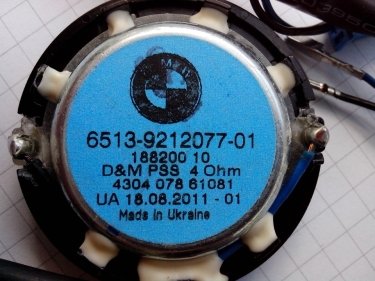 BMW
6513-9212077-01
188200 10
D&M PSS 4 Ohm
4304 078 61081
UA 18.08.2011 - 01
Made in Ukraine